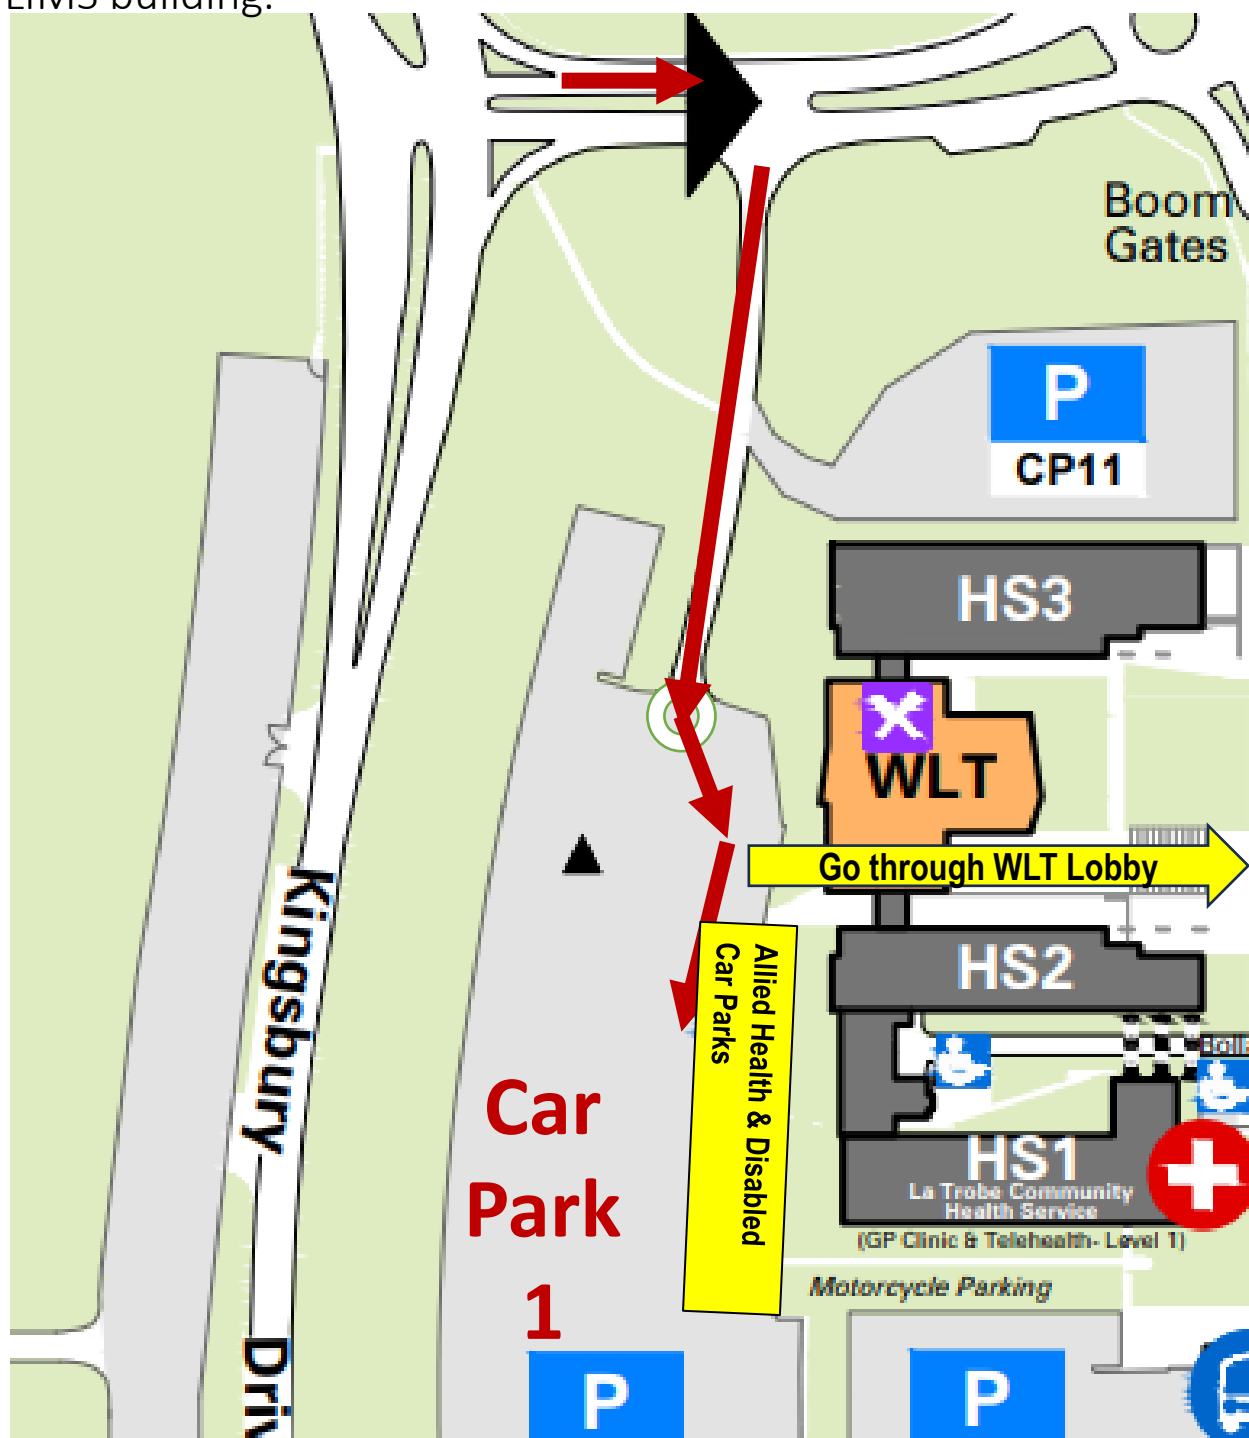 building.
Boom
Gates
P
CP11
HS3
WLT
Go through WLT Lobby
Kingsbury
HS2
Allied Health & Disabled
Car Parks
Car
Park
1
HS1
La Trobe Community
Health Service
(GP Clinic & Telehealth- Level 1)
Motorcycle Parking
P
P